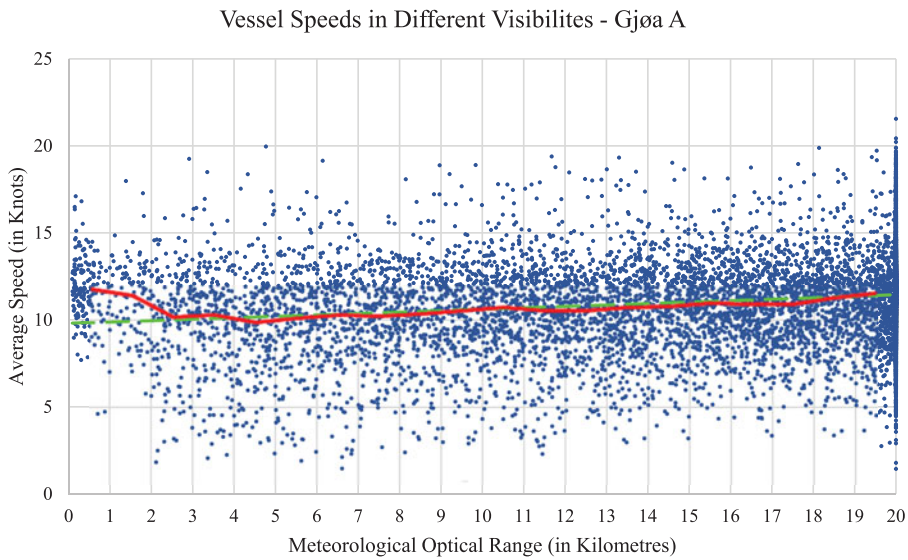 Vessel Speeds in Different Visibilites - Gjøa A
25
20
15
10
5
0
Average Speed (in Knots)
0 1 2 3 4 5 6 7 8 9 10 11 12 13 14 15 16 17 18 19 20
Meteorological Optical Range (in Kilometres)